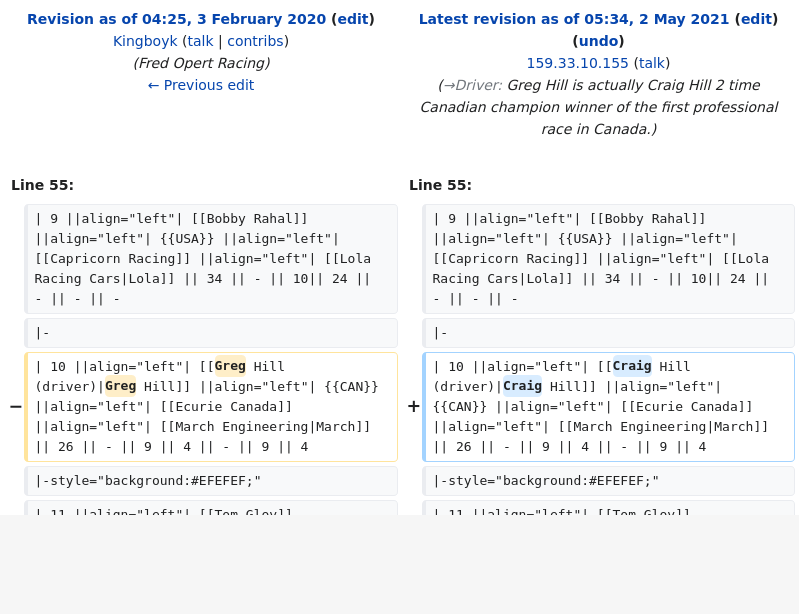 Revision as of 04:25, 3 February 2020 (edit)
Kingboyk (talk | contribs)
(Fred Opert Racing)
← Previous edit
Latest revision as of 05:34, 2 May 2021 (edit)
(undo)
159.33.10.155 (talk)
(→Driver: Greg Hill is actually Craig Hill 2 time
Canadian champion winner of the first professional
race in Canada.)
Line 55:
| 9 ||align="left"| [[Bobby Rahal]]
||align="left"| {{USA}} ||align="left"|
[[Capricorn Racing]] ||align="left"| [[Lola
Racing Cars|Lola]] || 34 || - || 10|| 24 ||
- || - || -
|-
− | 10 ||align="left"| [[Greg Hill
(driver)|Greg Hill]] ||align="left"| {{CAN}}
||align="left"| [[Ecurie Canada]]
||align="left"| [[March Engineering|March]]
|| 26 || - || 9 || 4 || - || 9 || 4
|-style="background:#EFEFEF;"
| 11 ||align="left"| [[Tom Gloy]]
Line 55:
| 9 ||align="left"| [[Bobby Rahal]]
||align="left"| {{USA}} ||align="left"|
[[Capricorn Racing]] ||align="left"| [[Lola
Racing Cars|Lola]] || 34 || - || 10|| 24 ||
- || - || -
|-
+ | 10 ||align="left"| [[Craig Hill
(driver)|Craig Hill]] ||align="left"|
{{CAN}} ||align="left"| [[Ecurie Canada]]
||align="left"| [[March Engineering|March]]
|| 26 || - || 9 || 4 || - || 9 || 4
|-style="background:#EFEFEF;"
| 11 ||align="left"| [[Tom Gloy]]